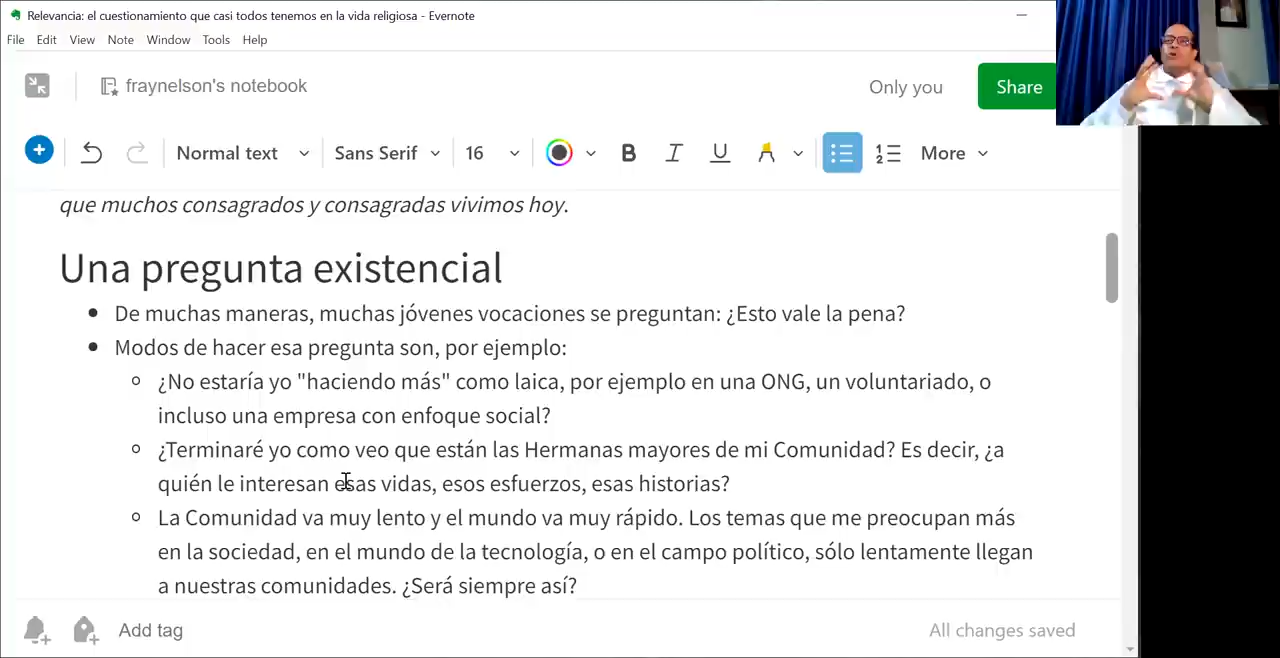 Relevancia: el cuestionamiento que casi todos tenemos en la vida religiosa - Evernote
File Edit View Note Window Tools Help
fraynelson's notebook
Only you
Share
Normal text
Sans Serif
16
B I U
More
que muchos consagrados y consagradas vivimos hoy.
Una pregunta existencial
• De muchas maneras, muchas jóvenes vocaciones se preguntan: ¿Esto vale la pena?
• Modos de hacer esa pregunta son, por ejemplo:
◦ ¿No estaría yo "haciendo más" como laica, por ejemplo en una ONG, un voluntariado, o
incluso una empresa con enfoque social?
◦ ¿Terminaré yo como veo que están las Hermanas mayores de mi Comunidad? Es decir, ¿a
quién le interesan esas vidas, esos esfuerzos, esas historias?
◦ La Comunidad va muy lento y el mundo va muy rápido. Los temas que me preocupan más
en la sociedad, en el mundo de la tecnología, o en el campo político, sólo lentamente llegan
a nuestras comunidades. ¿Será siempre así?
Add tag
All changes saved